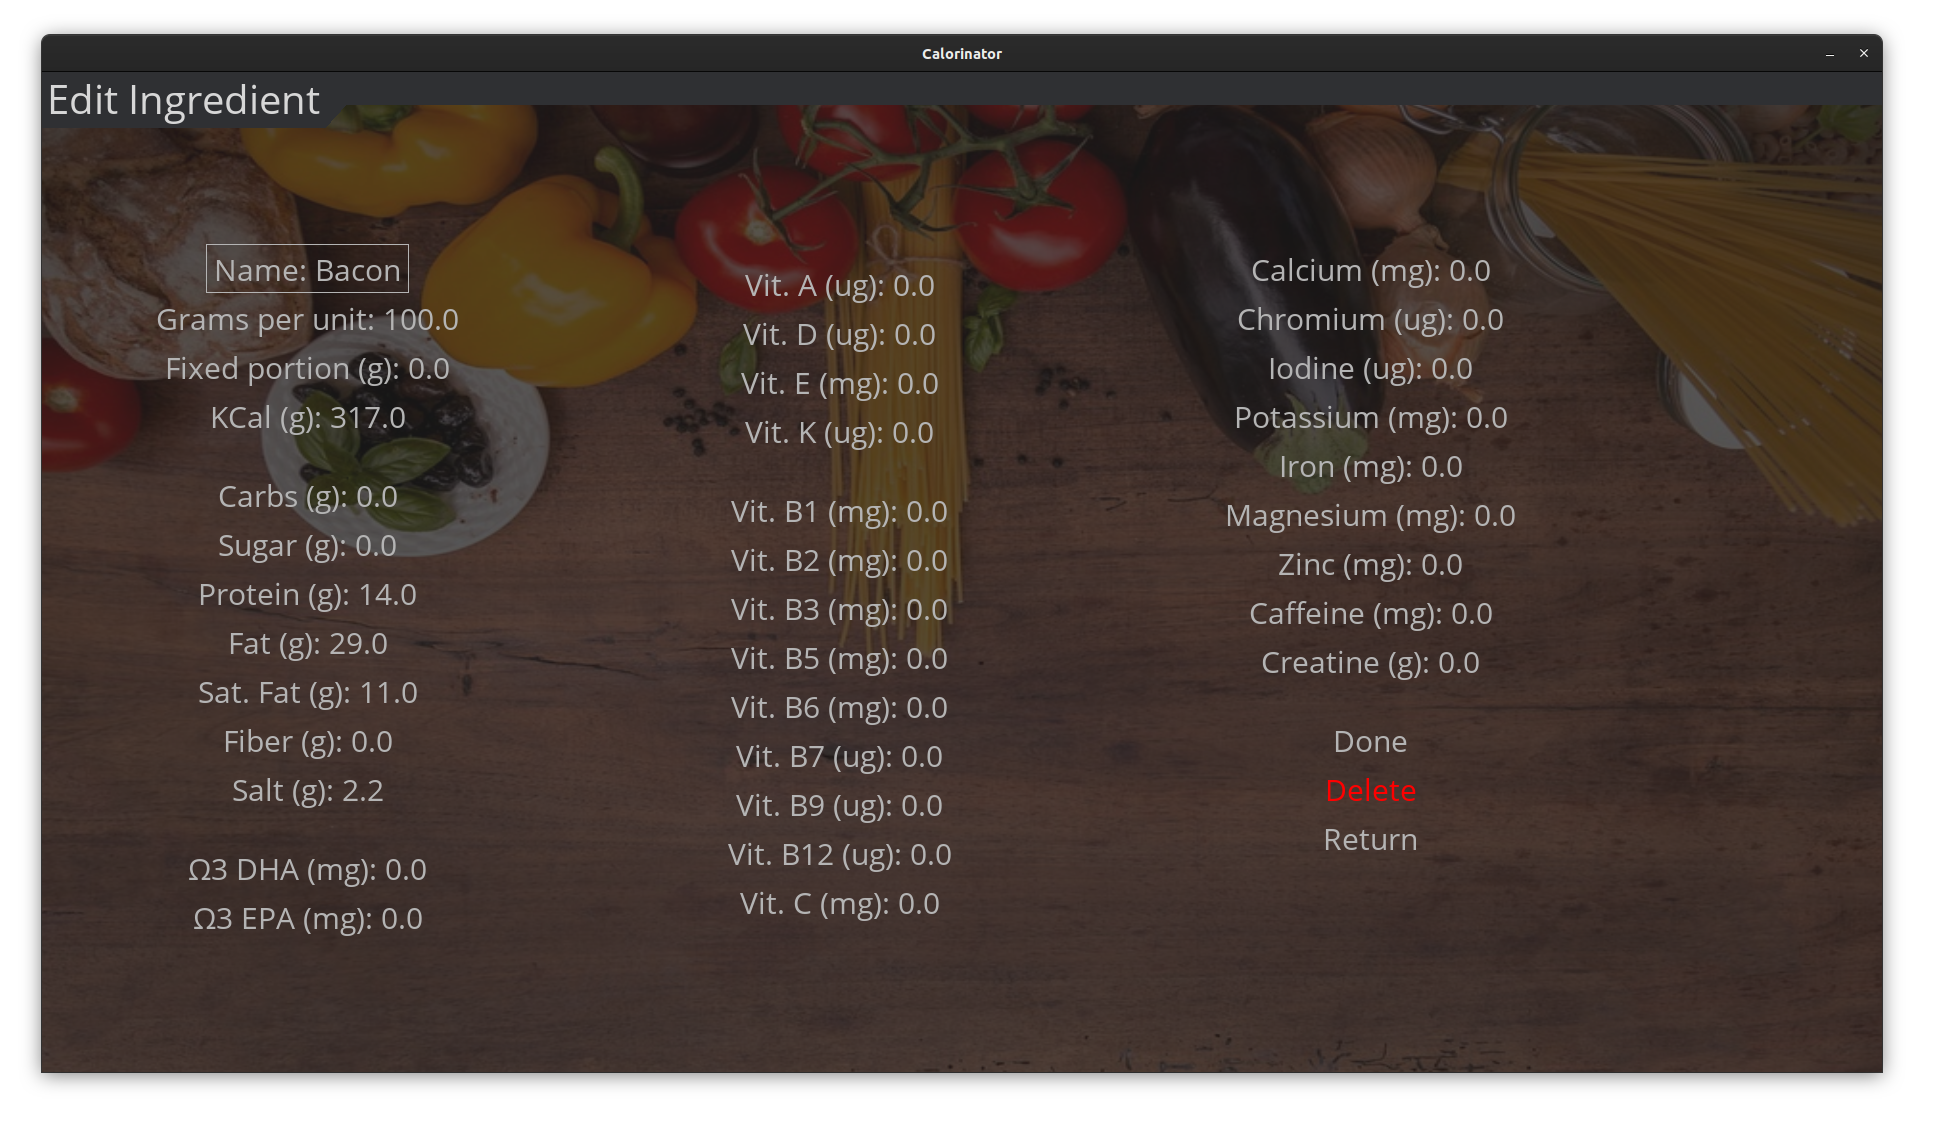 Calorinator
Edit Ingredient
Name: Bacon
Grams per unit: 100.0
Fixed portion (g): 0.0
KCal (g): 317.0
Carbs (g): 0.0
Sugar (g): 0.0
Protein (g): 14.0
Fat (g): 29.0
Sat. Fat (g): 11.0
Fiber (g): 0.0
Salt (g): 2.2
Ω3 DHA (mg): 0.0
Ω3 EPA (mg): 0.0
Vit. A (ug): 0.0
Vit. D (ug): 0.0
Vit. E (mg): 0.0
Vit. K (ug): 0.0
Vit. B1 (mg): 0.0
Vit. B2 (mg): 0.0
Vit. B3 (mg): 0.0
Vit. B5 (mg): 0.0
Vit. B6 (mg): 0.0
Vit. B7 (ug): 0.0
Vit. B9 (ug): 0.0
Vit. B12 (ug): 0.0
Vit. C (mg): 0.0
Calcium (mg): 0.0
Chromium (ug): 0.0
Iodine (ug): 0.0
Potassium (mg): 0.0
Iron (mg): 0.0
Magnesium (mg): 0.0
Zinc (mg): 0.0
Caffeine (mg): 0.0
Creatine (g): 0.0
Done
Delete
Return